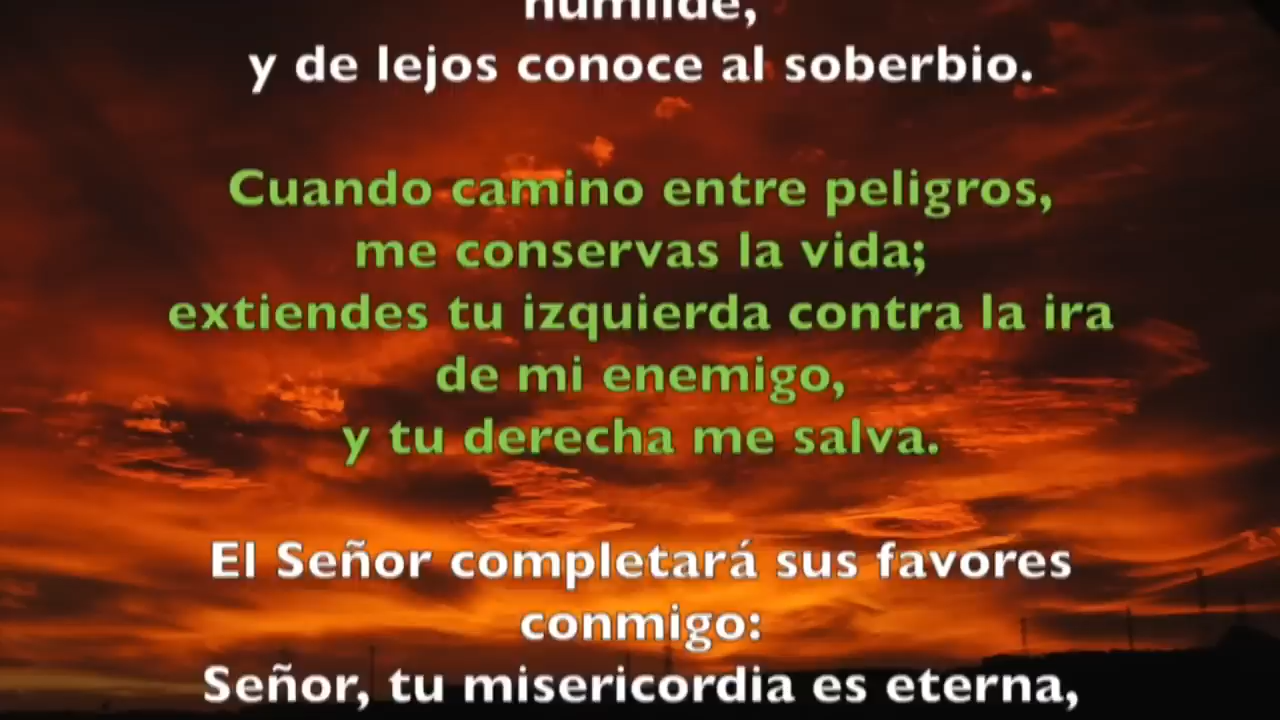 humilde,
y de lejos conoce al soberbio.
Cuando camino entre peligros,
me conservas la vida;
extiendes tu izquierda contra la ira
de mi enemigo,
y tu derecha me salva.
El Señor completará sus favores
conmigo:
Señor, tu misericordia es eterna,